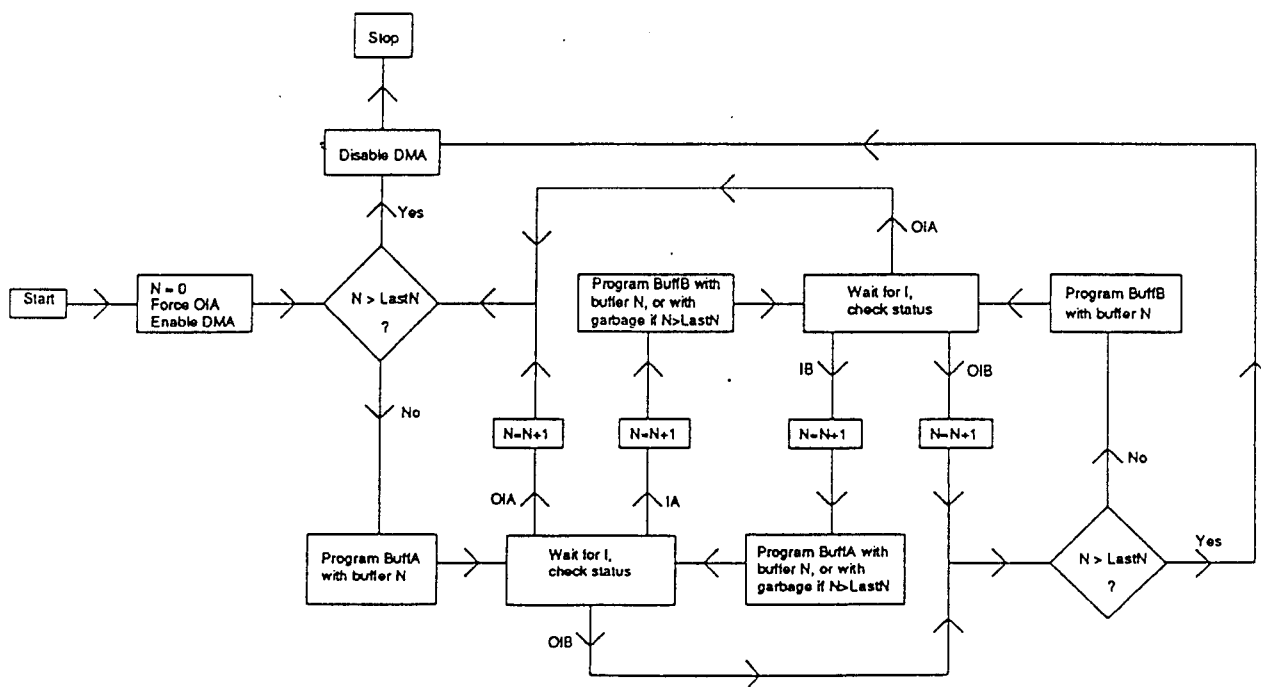 Stop
Disable DMA
Yes
OIA
Start
N = 0
Force OIA
Enable DMA
N > LastN
?
Program BuffB with
buffer N, or with
garbage if N>LastN
Wait for I,
check status
Program BuffB
with buffer N
IB
OIB
No
N=N+1
N=N+1
N=N+1
N=N+1
No
OIA
IA
Program BuffA
with buffer N
Wait for I,
check status
Program BuffA with
buffer N, or with
garbage if N>LastN
N > LastN
?
Yes
OIB